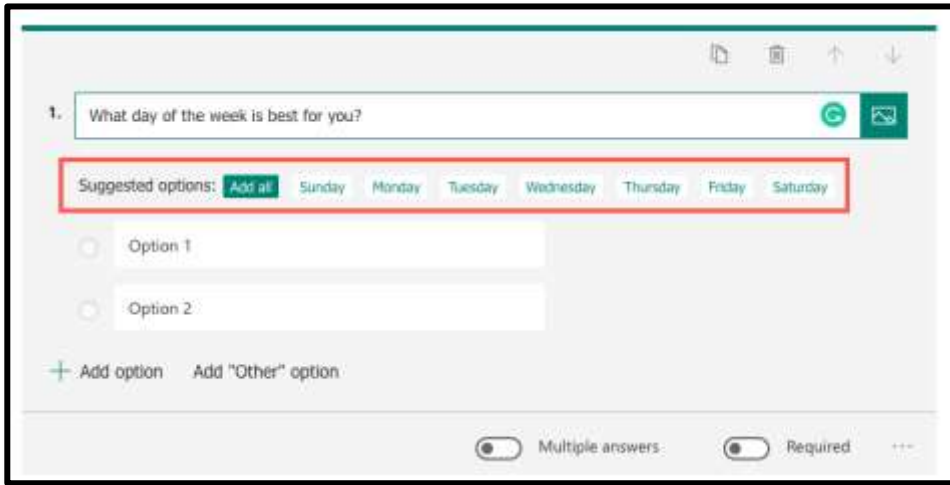 1. What day of the week is best for you?
Suggested options: Add all Sunday Monday Tuesday Wednesday Thursday Friday Saturday
Option 1
Option 2
Add option Add "Other" option
Multiple answers Required